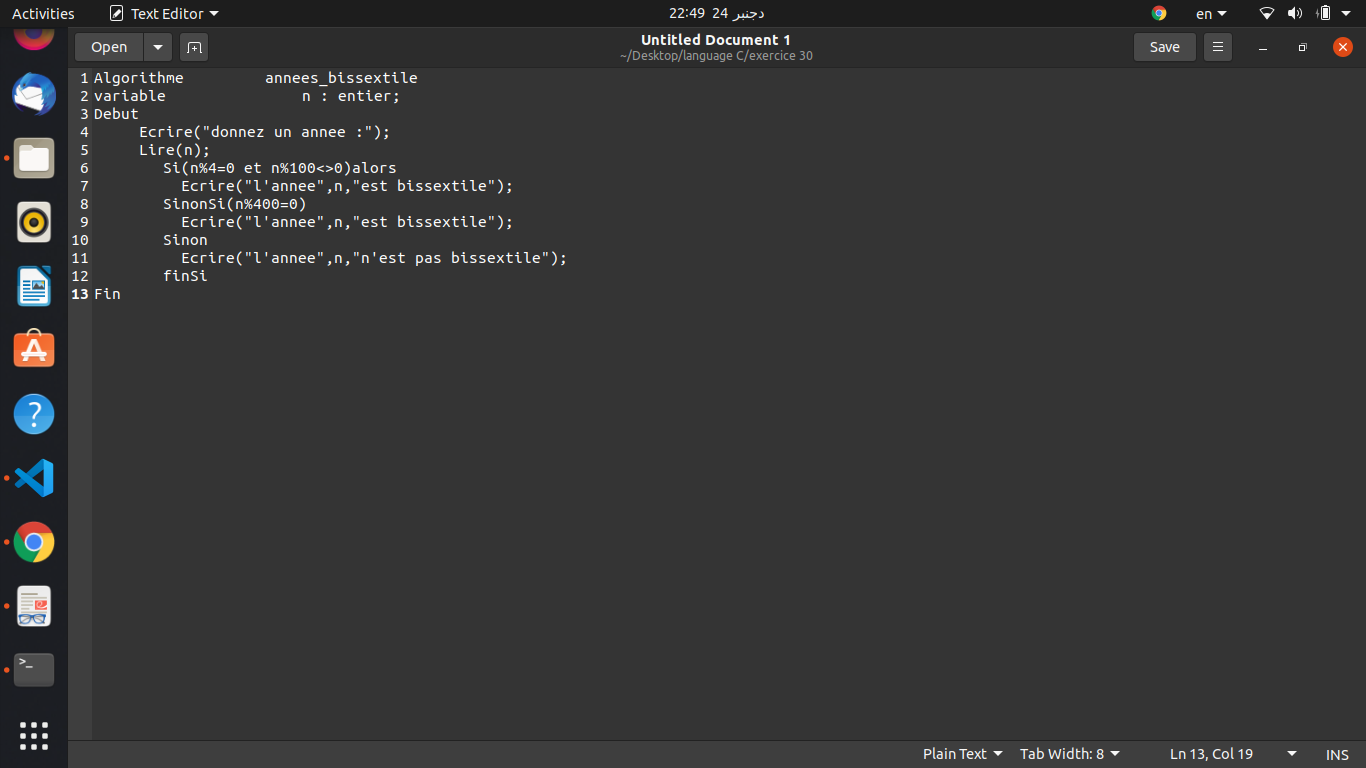 Activities Text Editor 22:49 24 دجنبر en
Open Untitled Document 1 Save
~/Desktop/language C/exercice 30
1 Algorithme annees_bissextile
2 variable n : entier;
3 Debut
4 Ecrire("donnez un annee :");
5 Lire(n);
6 Si(n%4=0 et n%100<>0)alors
7 Ecrire("l'annee",n,"est bissextile");
8 SinonSi(n%400=0)
9 Ecrire("l'annee",n,"est bissextile");
10 Sinon
11 Ecrire("l'annee",n,"n'est pas bissextile");
12 finSi
13 Fin
Plain Text Tab Width: 8 Ln 13, Col 19 INS